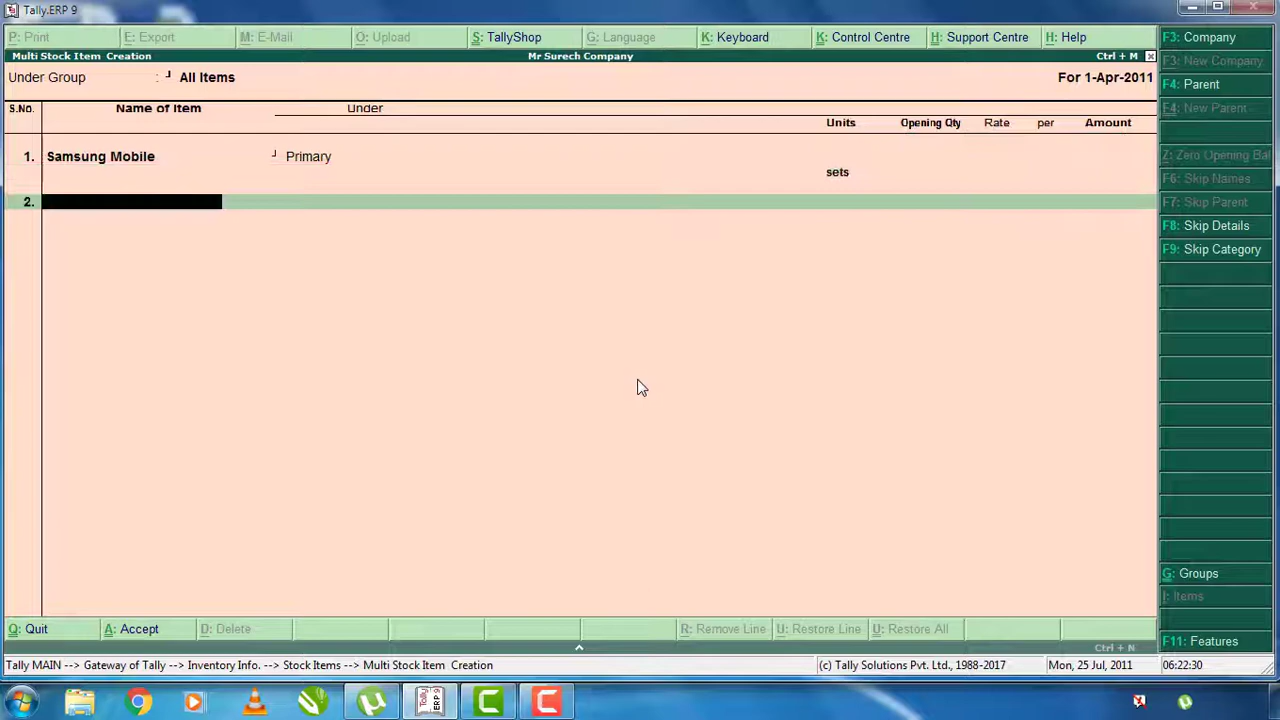 Tally.ERP 9
P: Print E: Export M: E-Mail O: Upload S: TallyShop G: Language K: Keyboard K: Control Centre H: Support Centre H: Help
Multi Stock Item Creation Mr Surech Company Ctrl + M
Under Group : All Items For 1-Apr-2011
S.No. Name of Item Under
Units Opening Qty Rate per Amount
1. Samsung Mobile Primary
sets
2.
F3: Company
F3: New Company
F4: Parent
F4: New Parent
Z: Zero Opening Bal
F6: Skip Names
F7: Skip Parent
F8: Skip Details
F9: Skip Category
G: Groups
I: Items
F11: Features
Q: Quit A: Accept D: Delete R: Remove Line U: Restore Line U: Restore All
Ctrl + N
Tally MAIN --> Gateway of Tally --> Inventory Info. --> Stock Items --> Multi Stock Item Creation (c) Tally Solutions Pvt. Ltd., 1988-2017 Mon, 25 Jul, 2011 06:22:30
Tally ERP 9